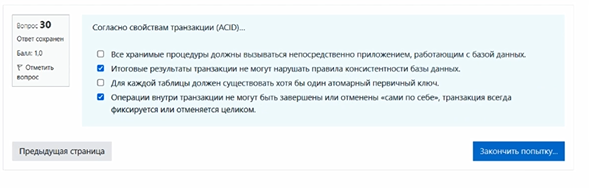 Вопрос 30
Ответ сохранен
Балл: 1,0
Отметить вопрос
Согласно свойствам транзакции (ACID)...
Все хранимые процедуры должны вызываться непосредственно приложением, работающим с базой данных.
Итоговые результаты транзакции не могут нарушать правила консистентности базы данных.
Для каждой таблицы должен существовать хотя бы один атомарный первичный ключ.
Операции внутри транзакции не могут быть завершены или отменены «сами по себе», транзакция всегда
фиксируется или отменяется целиком.
Предыдущая страница
Закончить попытку...